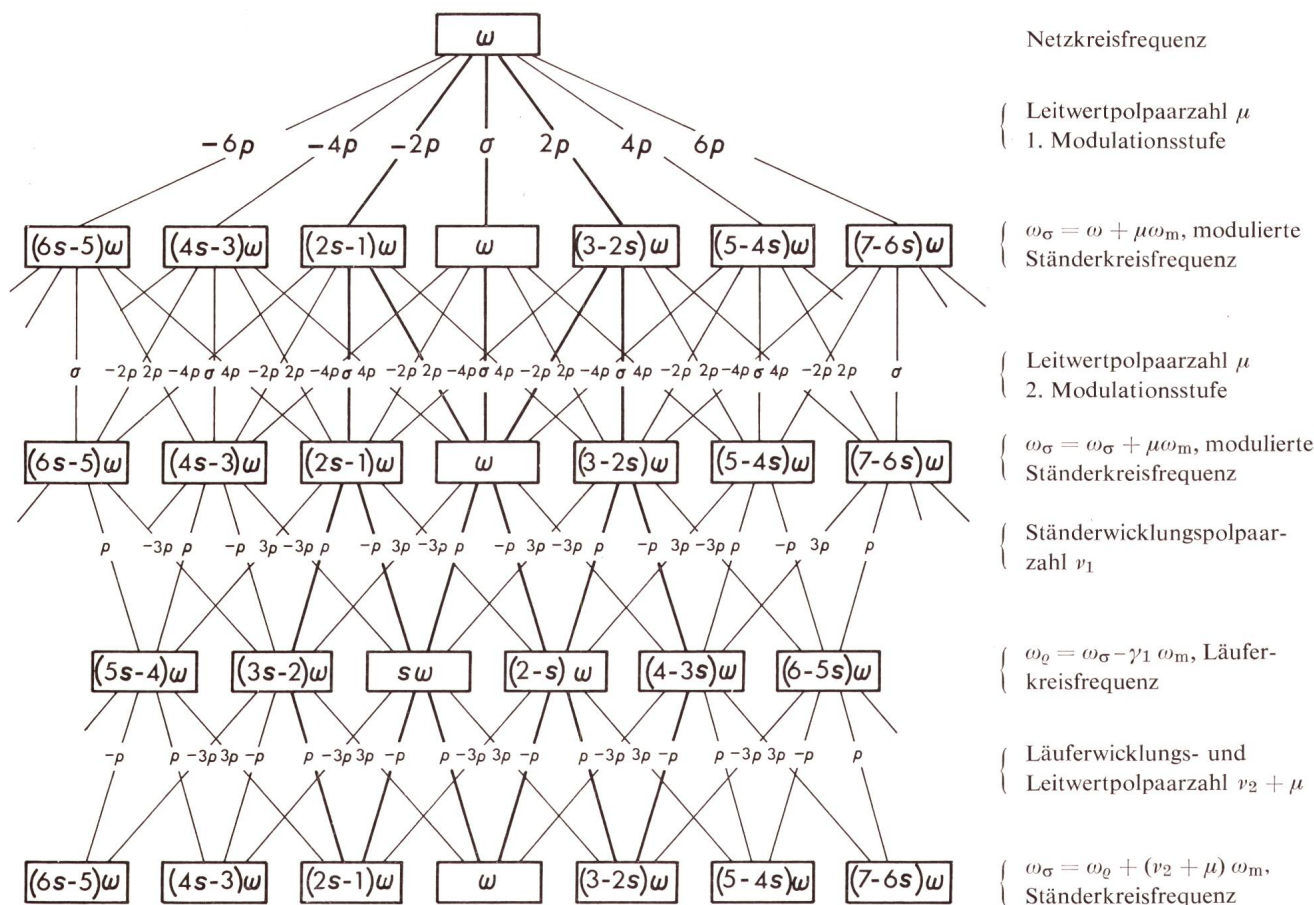 ω
Netzkreisfrequenz
-6p -4p -2p σ 2p 4p 6p
Leitwertpolpaarzahl μ
1. Modulationsstufe
(6s-5)ω (4s-3)ω (2s-1)ω ω (3-2s)ω (5-4s)ω (7-6s)ω
ω_σ = ω + μω_m, modulierte
Ständerkreisfrequenz
σ -2p 2p -4p σ 4p -2p 2p -4p σ 4p -2p 2p -4p σ 4p -2p 2p -4p σ 4p -2p 2p -4p σ -2p 2p σ
Leitwertpolpaarzahl μ
2. Modulationsstufe
(6s-5)ω (4s-3)ω (2s-1)ω ω (3-2s)ω (5-4s)ω (7-6s)ω
ω_σ = ω_σ + μω_m, modulierte
Ständerkreisfrequenz
p -3p p -p 3p -3p p -p 3p -3p p -p 3p -3p p -p 3p -3p p -p 3p p
Ständerwicklungspolpaar-
zahl ν₁
(5s-4)ω (3s-2)ω sω (2-s)ω (4-3s)ω (6-5s)ω
ω_ϱ = ω_σ-γ₁ ω_m, Läufer-
kreisfrequenz
-p p -3p 3p -p p -3p 3p -p p -3p 3p -p p -3p 3p -p p -3p 3p -p p
Läuferwicklungs- und
Leitwertpolpaarzahl ν₂ + μ
(6s-5)ω (4s-3)ω (2s-1)ω ω (3-2s)ω (5-4s)ω (7-6s)ω
ω_σ = ω_ϱ + (ν₂ + μ) ω_m,
Ständerkreisfrequenz